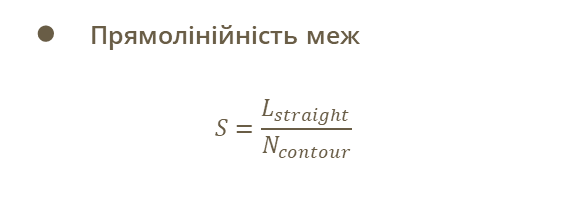 ● Прямолінійність меж
S = L_straight / N_contour